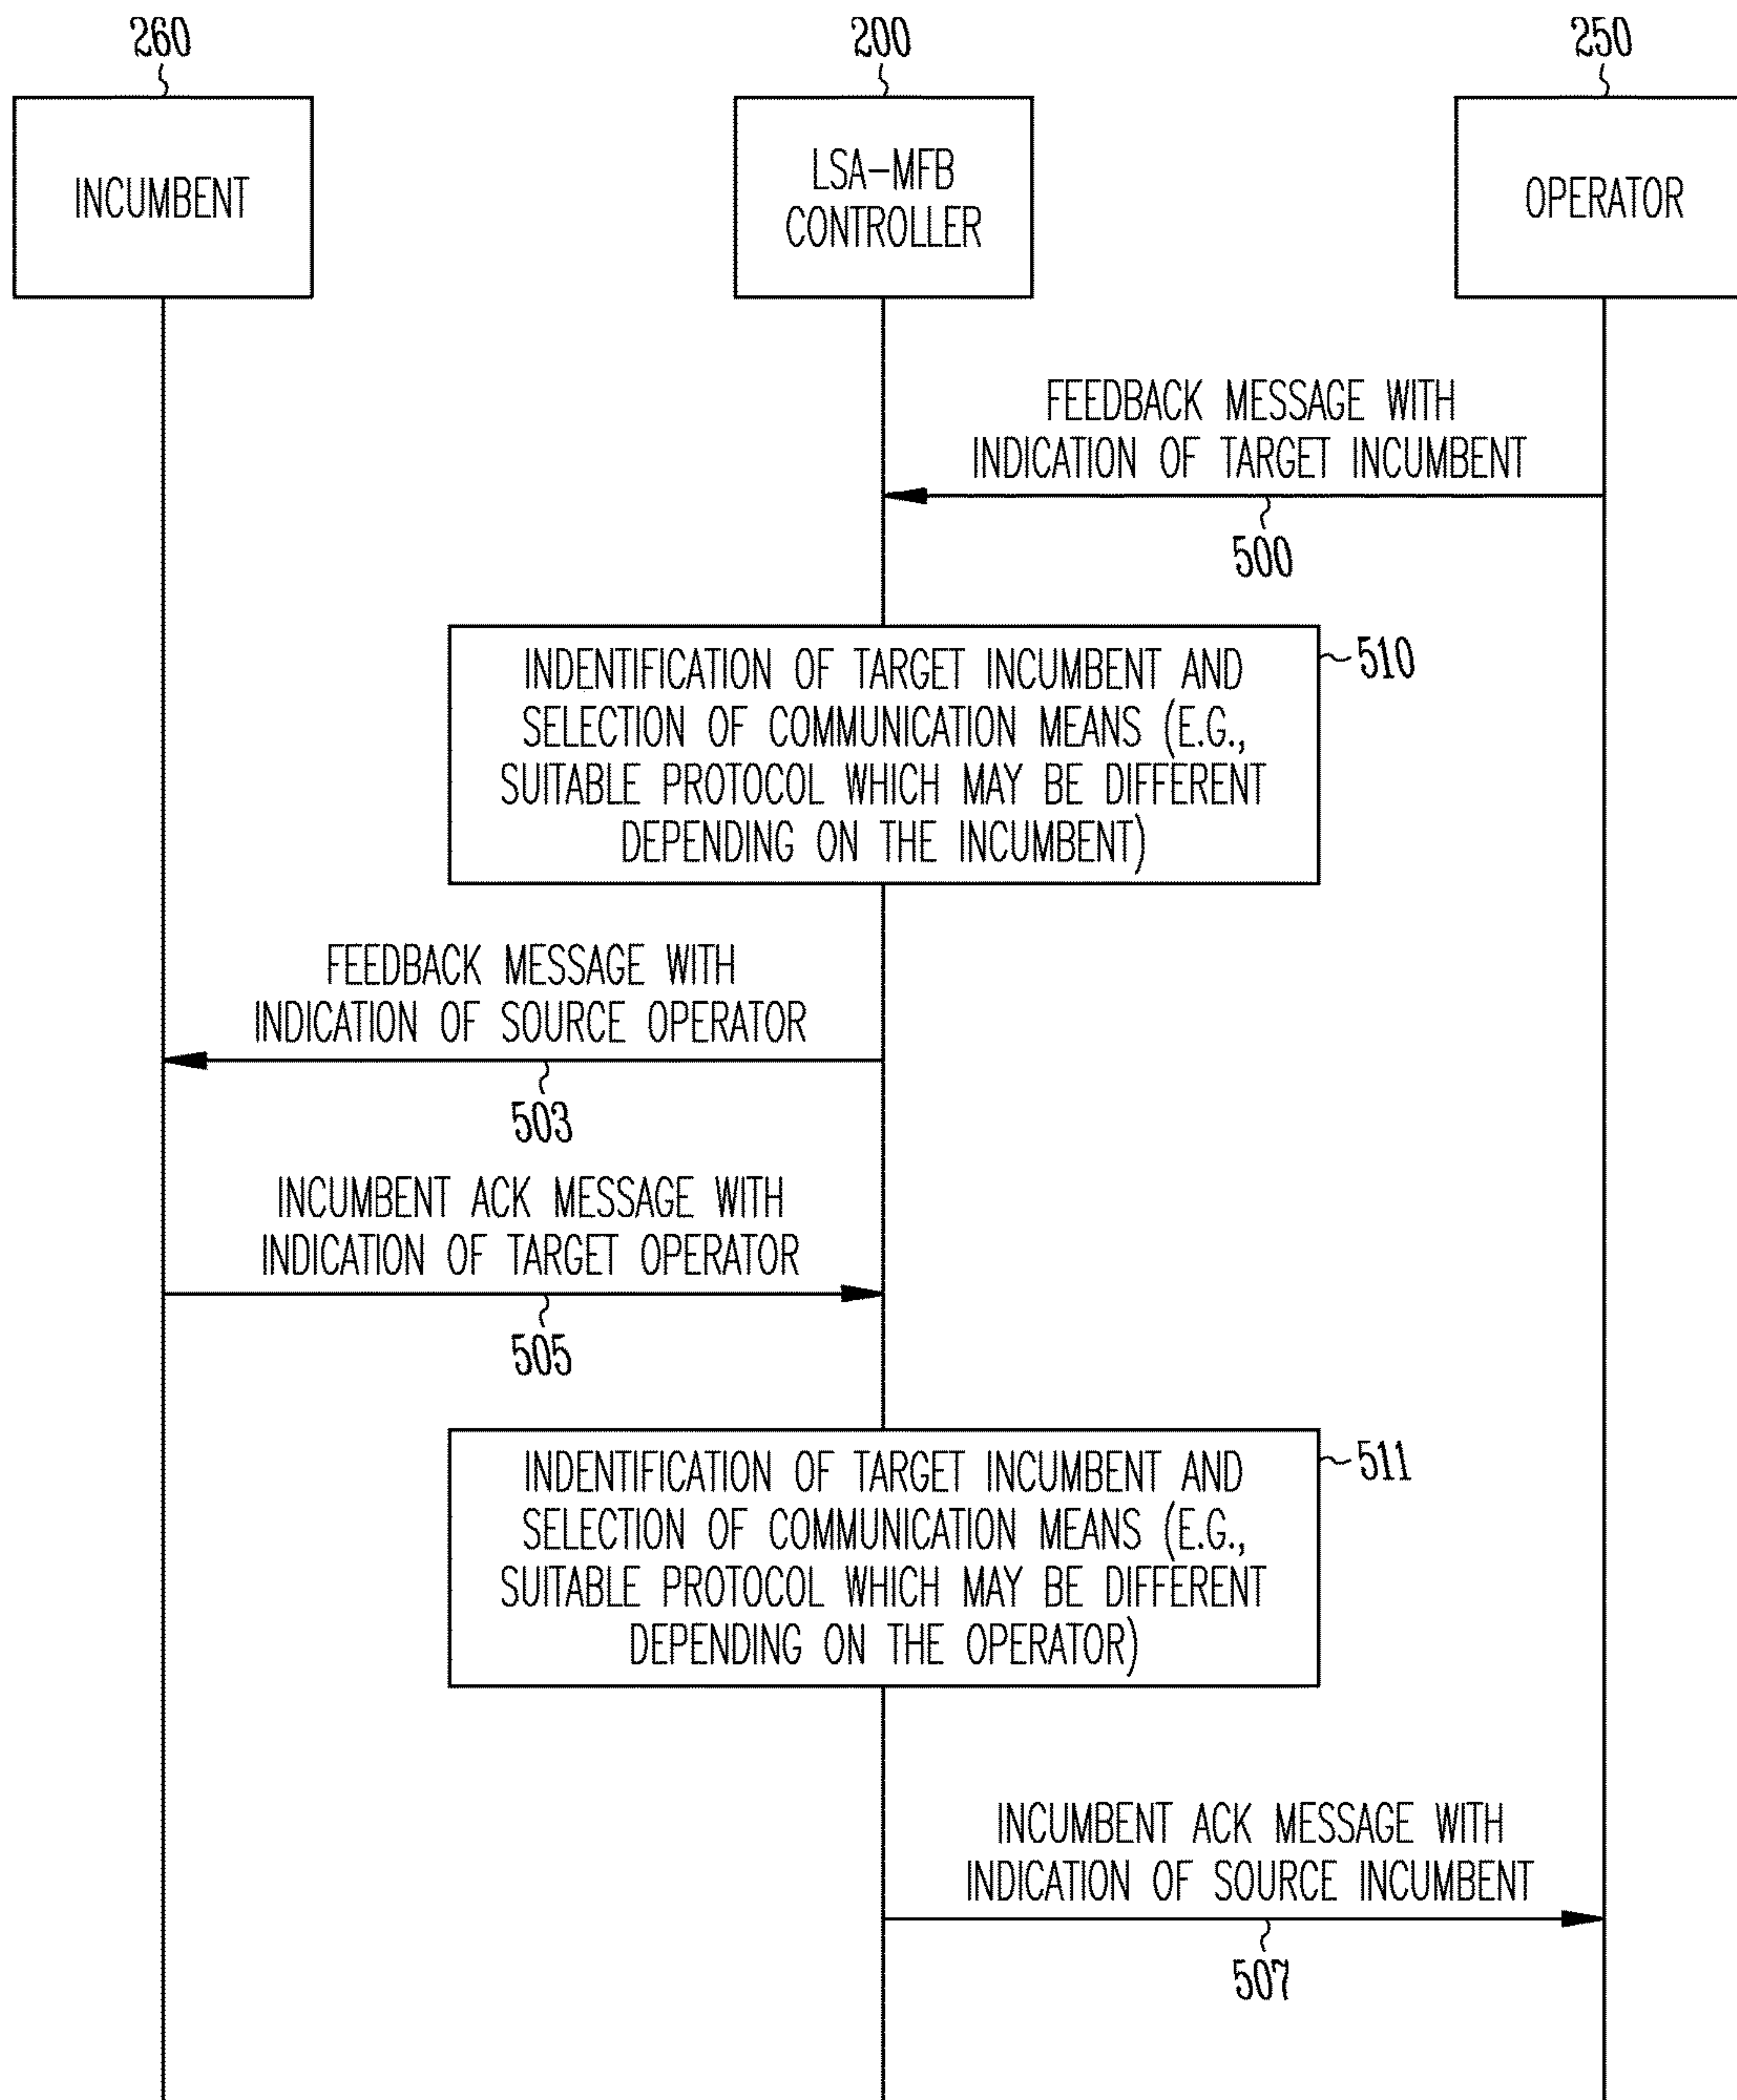 260
200
250
INCUMBENT
LSA-MFB
CONTROLLER
OPERATOR
FEEDBACK MESSAGE WITH
INDICATION OF TARGET INCUMBENT
500
INDENTIFICATION OF TARGET INCUMBENT AND
SELECTION OF COMMUNICATION MEANS (E.G.,
SUITABLE PROTOCOL WHICH MAY BE DIFFERENT
DEPENDING ON THE INCUMBENT)
510
FEEDBACK MESSAGE WITH
INDICATION OF SOURCE OPERATOR
503
INCUMBENT ACK MESSAGE WITH
INDICATION OF TARGET OPERATOR
505
INDENTIFICATION OF TARGET INCUMBENT AND
SELECTION OF COMMUNICATION MEANS (E.G.,
SUITABLE PROTOCOL WHICH MAY BE DIFFERENT
DEPENDING ON THE OPERATOR)
511
INCUMBENT ACK MESSAGE WITH
INDICATION OF SOURCE INCUMBENT
507